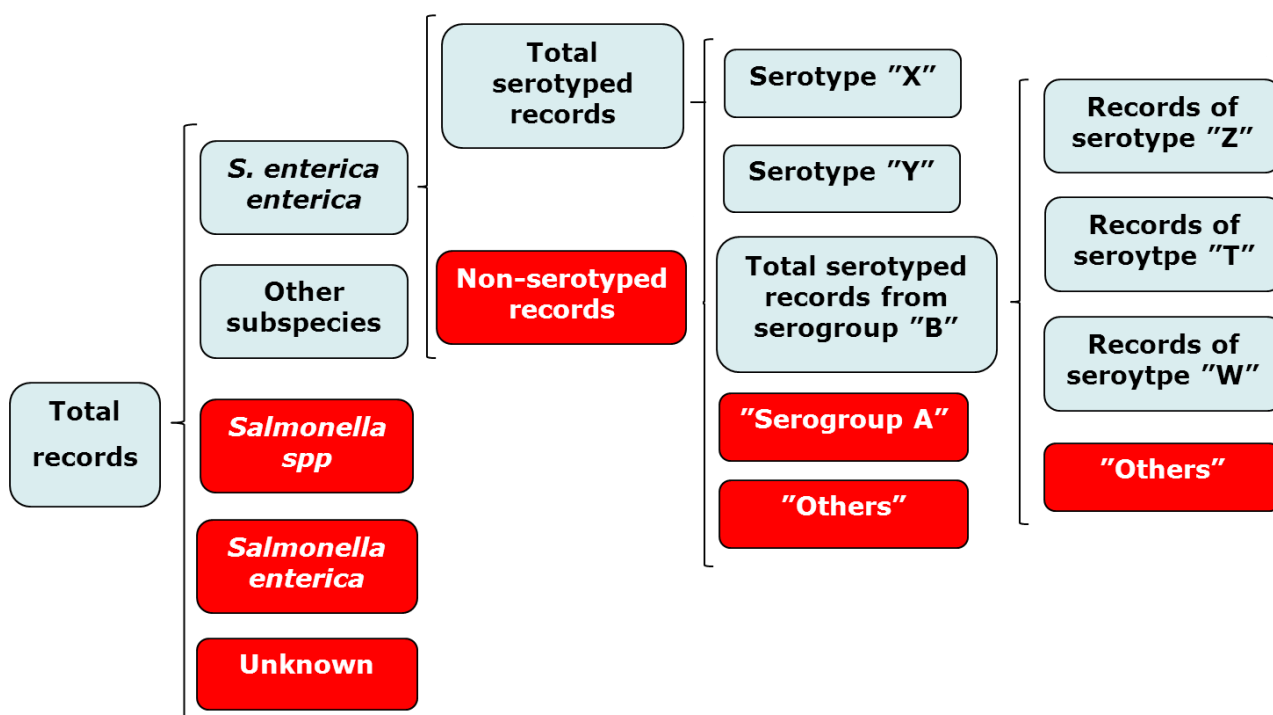 Total
records
S. enterica
enterica
Other
subspecies
Salmonella
spp
Salmonella
enterica
Unknown
Total
serotyped
records
Non-serotyped
records
Serotype ”X”
Serotype ”Y”
Total serotyped
records from
serogroup ”B”
”Serogroup A”
”Others”
Records of
serotype ”Z”
Records of
seroytpe ”T”
Records of
seroytpe ”W”
”Others”